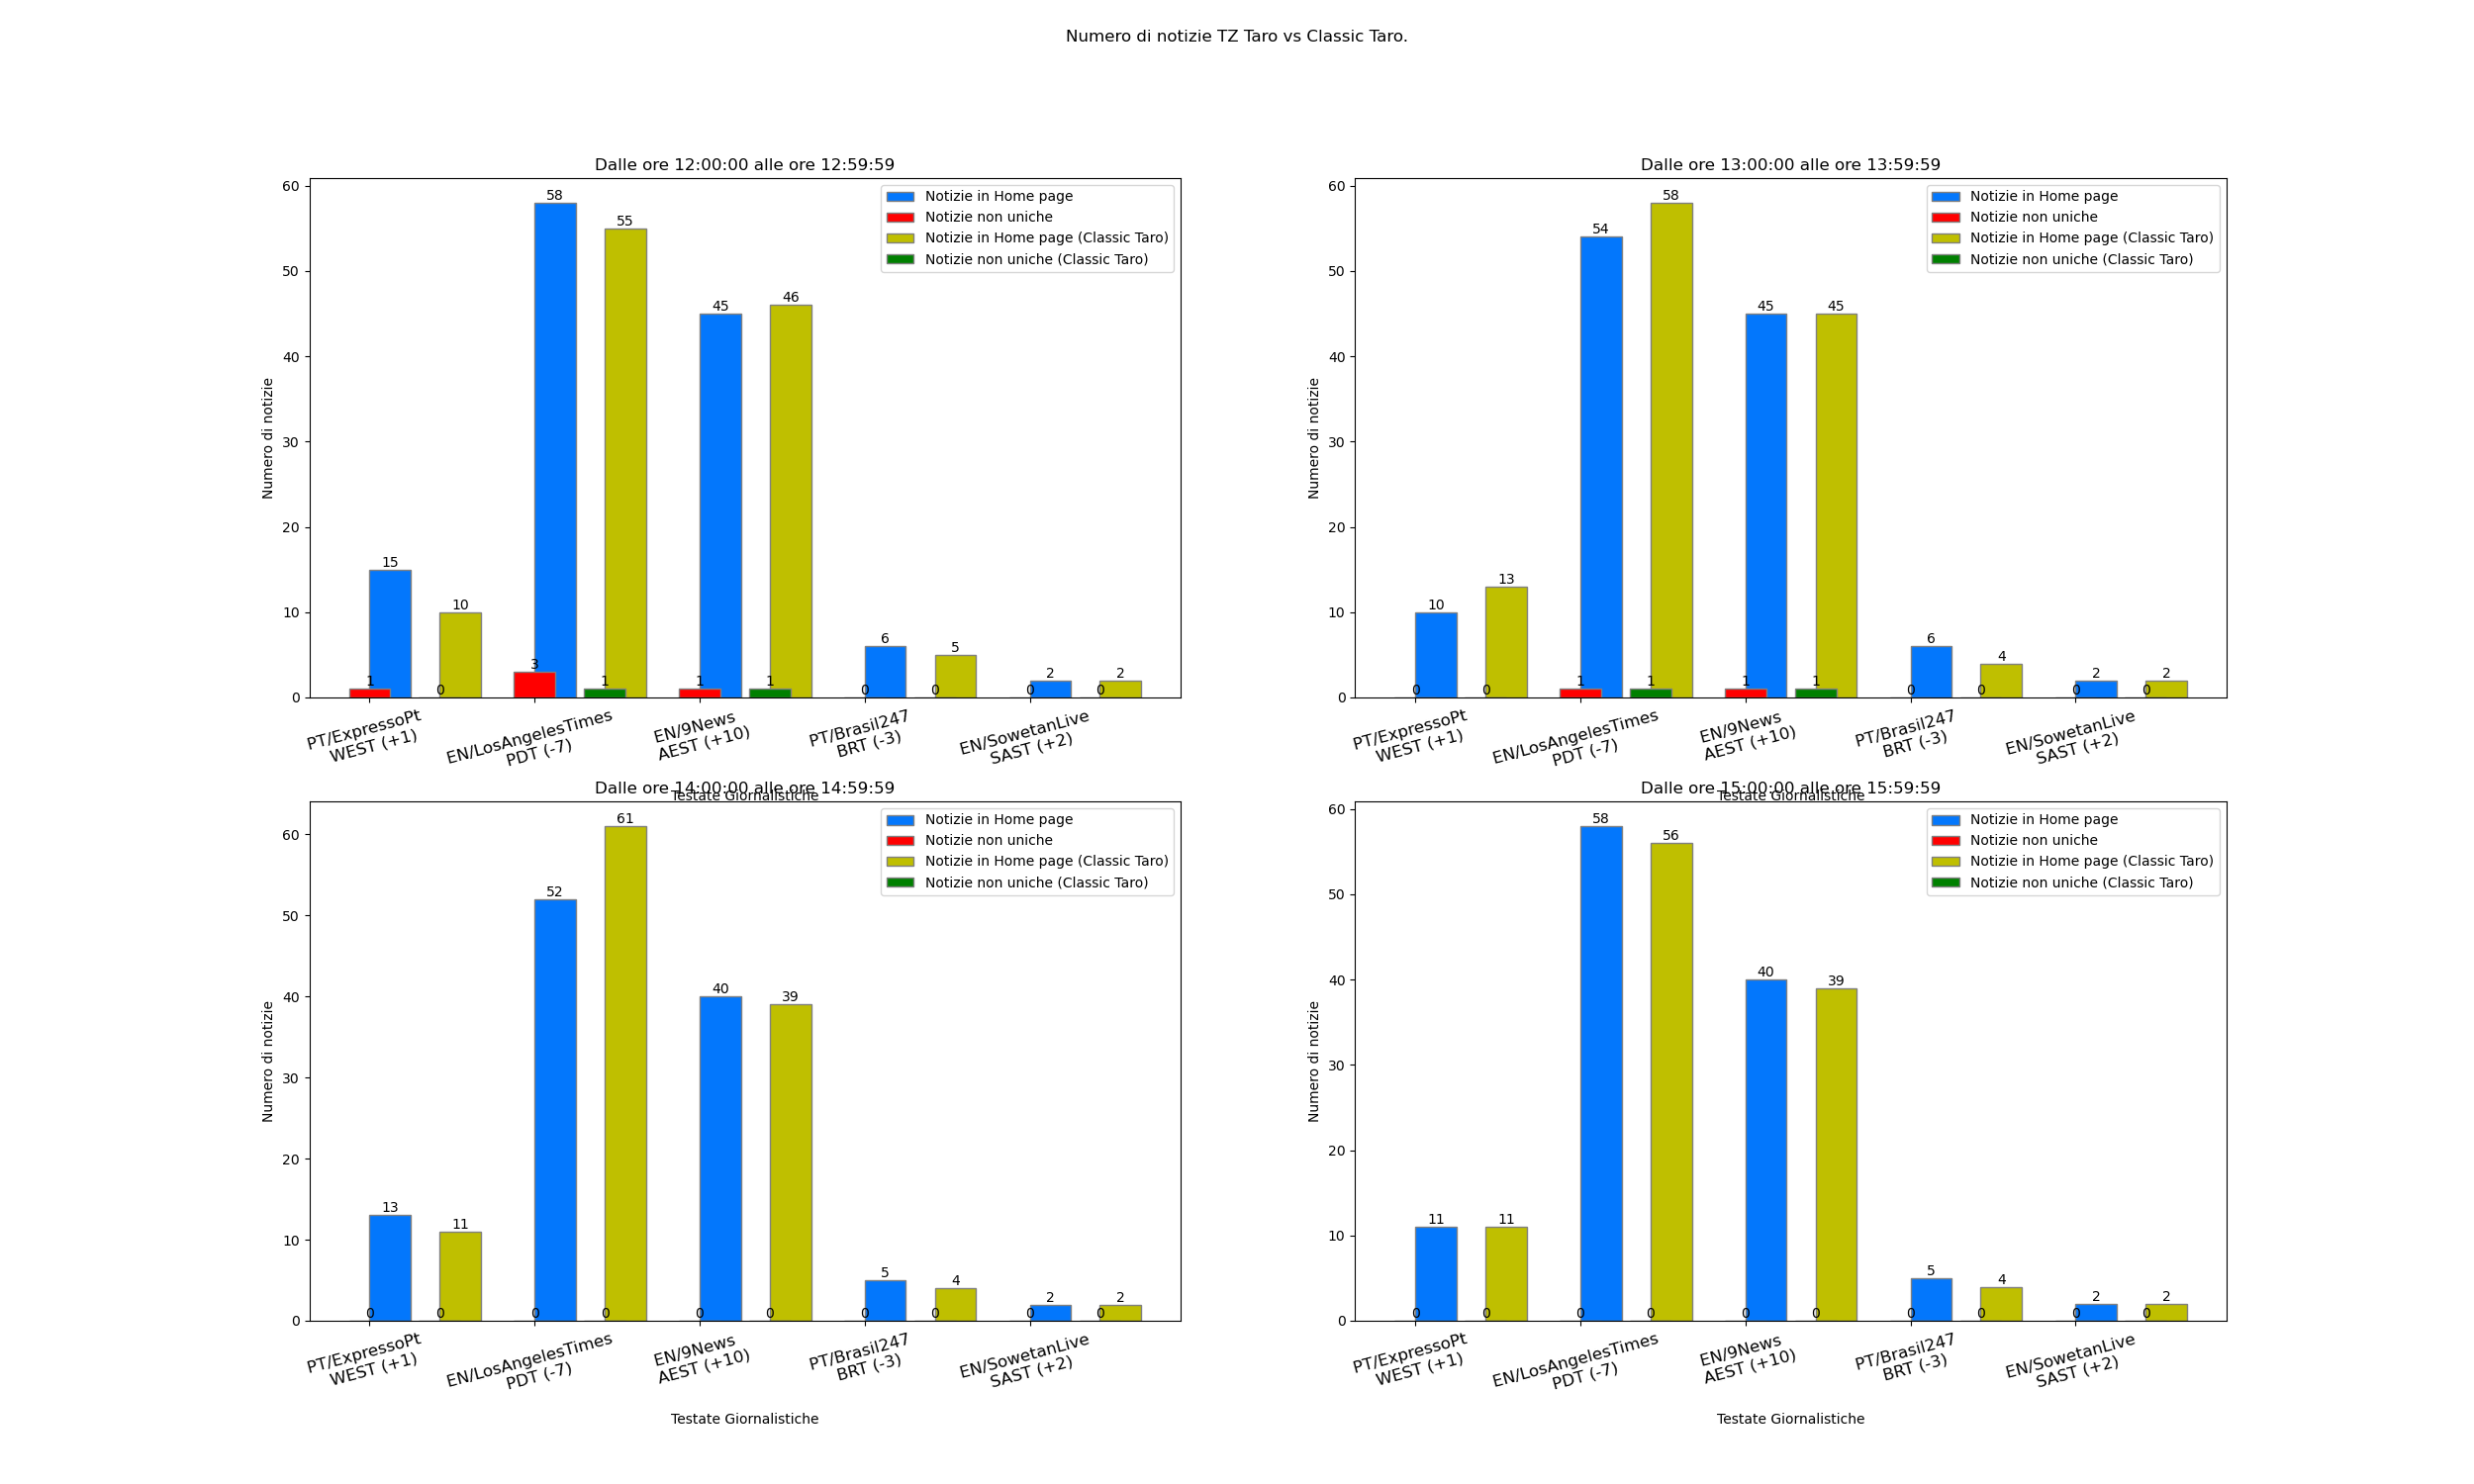 Numero di notizie TZ Taro vs Classic Taro.
Dalle ore 12:00:00 alle ore 12:59:59
Numero di notizie
60
50
40
30
20
10
0
Notizie in Home page
Notizie non uniche
Notizie in Home page (Classic Taro)
Notizie non uniche (Classic Taro)
1
15
0
10
3
58
1
55
1
45
1
46
0
6
0
5
0
2
0
2
PT/ExpressoPt
WEST (+1)
EN/LosAngelesTimes
PDT (-7)
EN/9News
AEST (+10)
PT/Brasil247
BRT (-3)
EN/SowetanLive
SAST (+2)
Testate Giornalistiche
Dalle ore 13:00:00 alle ore 13:59:59
Numero di notizie
60
50
40
30
20
10
0
Notizie in Home page
Notizie non uniche
Notizie in Home page (Classic Taro)
Notizie non uniche (Classic Taro)
0
10
0
13
1
54
1
58
1
45
1
45
0
6
0
4
0
2
0
2
PT/ExpressoPt
WEST (+1)
EN/LosAngelesTimes
PDT (-7)
EN/9News
AEST (+10)
PT/Brasil247
BRT (-3)
EN/SowetanLive
SAST (+2)
Testate Giornalistiche
Dalle ore 14:00:00 alle ore 14:59:59
Numero di notizie
60
50
40
30
20
10
0
Notizie in Home page
Notizie non uniche
Notizie in Home page (Classic Taro)
Notizie non uniche (Classic Taro)
0
13
0
11
0
52
0
61
0
40
0
39
0
5
0
4
0
2
0
2
PT/ExpressoPt
WEST (+1)
EN/LosAngelesTimes
PDT (-7)
EN/9News
AEST (+10)
PT/Brasil247
BRT (-3)
EN/SowetanLive
SAST (+2)
Testate Giornalistiche
Dalle ore 15:00:00 alle ore 15:59:59
Numero di notizie
60
50
40
30
20
10
0
Notizie in Home page
Notizie non uniche
Notizie in Home page (Classic Taro)
Notizie non uniche (Classic Taro)
0
11
0
11
0
58
0
56
0
40
0
39
0
5
0
4
0
2
0
2
PT/ExpressoPt
WEST (+1)
EN/LosAngelesTimes
PDT (-7)
EN/9News
AEST (+10)
PT/Brasil247
BRT (-3)
EN/SowetanLive
SAST (+2)
Testate Giornalistiche